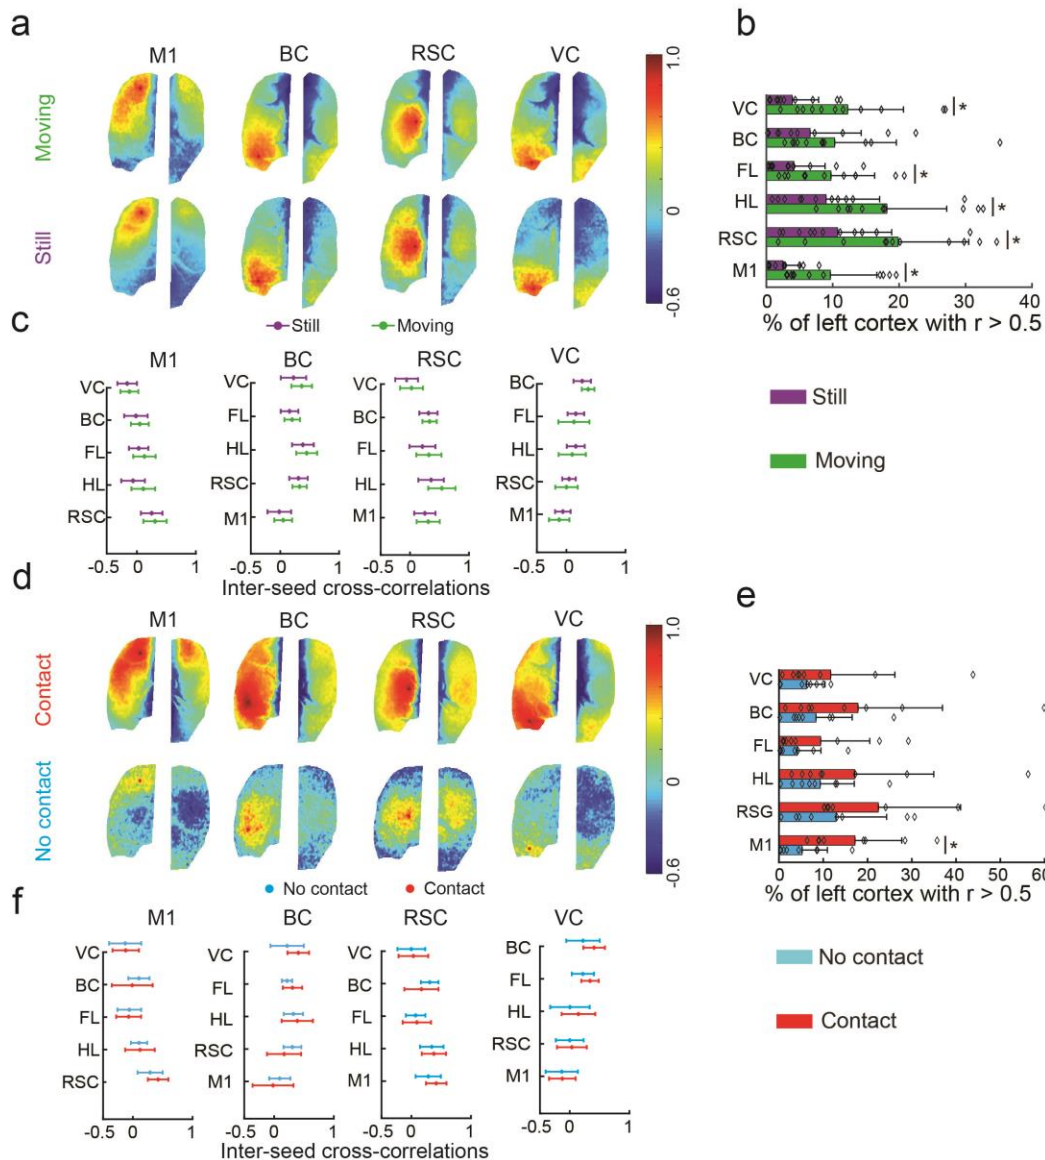 a
M1 BC RSC VC
Moving
Still
1.0
0
-0.6
b
VC
BC
FL
HL
RSC
M1
*
*
*
*
*
0 10 20 30 40
% of left cortex with r > 0.5
Still
Moving
c
Still Moving
M1 BC RSC VC
VC
BC
FL
HL
RSC
VC
FL
HL
RSC
M1
VC
BC
FL
HL
M1
BC
FL
HL
RSC
M1
-0.5 0 1 -0.5 0 1 -0.5 0 1 -0.5 0 1
Inter-seed cross-correlations
d
M1 BC RSC VC
Contact
No contact
1.0
0
-0.6
e
VC
BC
FL
HL
RSG
M1
*
0 10 20 30 40 50 60
% of left cortex with r > 0.5
No contact
Contact
f
No contact Contact
M1 BC RSC VC
VC
BC
FL
HL
RSC
VC
FL
HL
RSC
M1
VC
BC
FL
HL
M1
BC
FL
HL
RSC
M1
-0.5 0 1 -0.5 0 1 -0.5 0 1 -0.5 0 1
Inter-seed cross-correlations